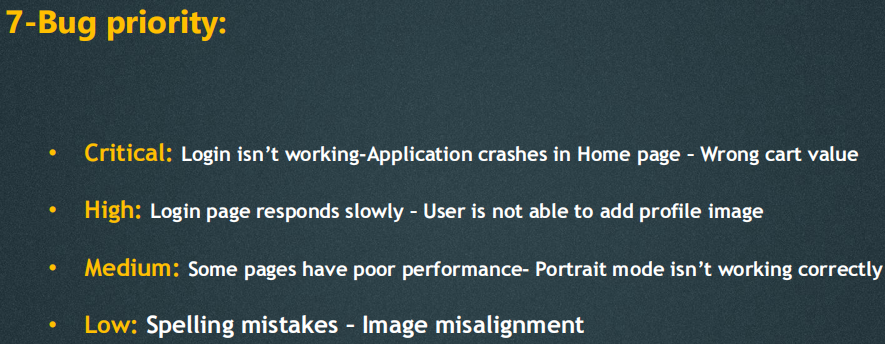 7-Bug priority:
• Critical: Login isn’t working-Application crashes in Home page – Wrong cart value
• High: Login page responds slowly – User is not able to add profile image
• Medium: Some pages have poor performance- Portrait mode isn’t working correctly
• Low: Spelling mistakes – Image misalignment